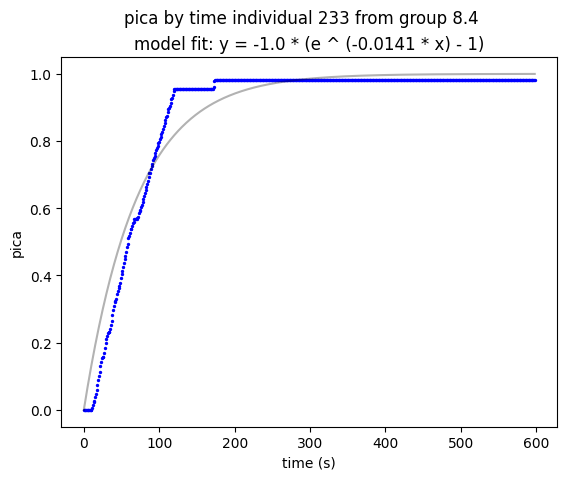 pica by time individual 233 from group 8.4
model fit: y = -1.0 * (e ^ (-0.0141 * x) - 1)
1.0
0.8
0.6
0.4
0.2
0.0
pica
0 100 200 300 400 500 600
time (s)